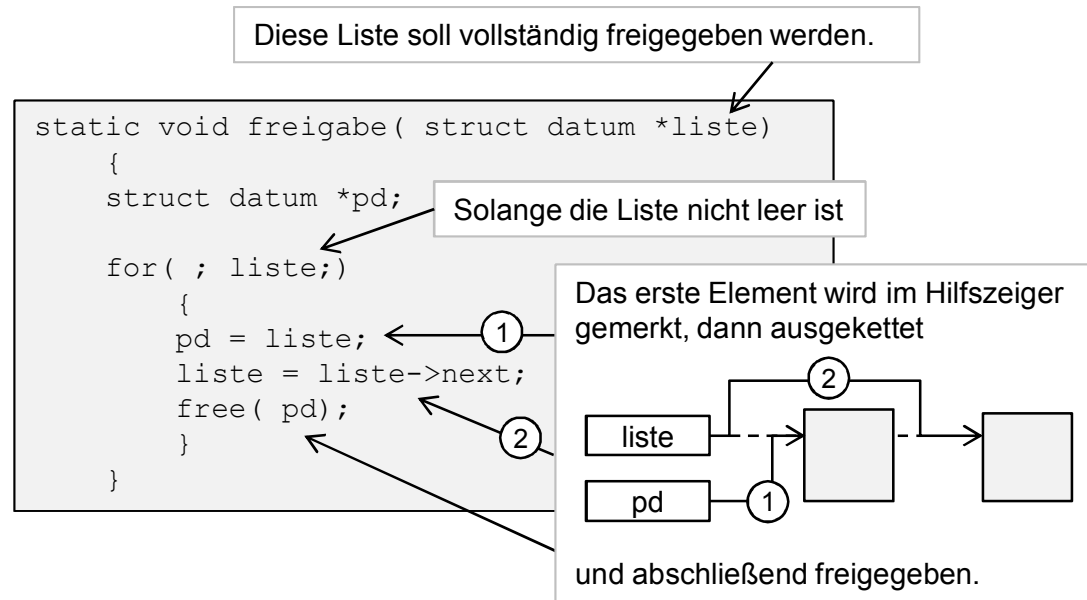 Diese Liste soll vollständig freigegeben werden.
static void freigabe( struct datum *liste)
{
struct datum *pd;
Solange die Liste nicht leer ist
for( ; liste;)
{
pd = liste;
1
liste = liste->next;
free( pd);
2
}
}
Das erste Element wird im Hilfszeiger
gemerkt, dann ausgekettet
2
liste
pd
1
und abschließend freigegeben.